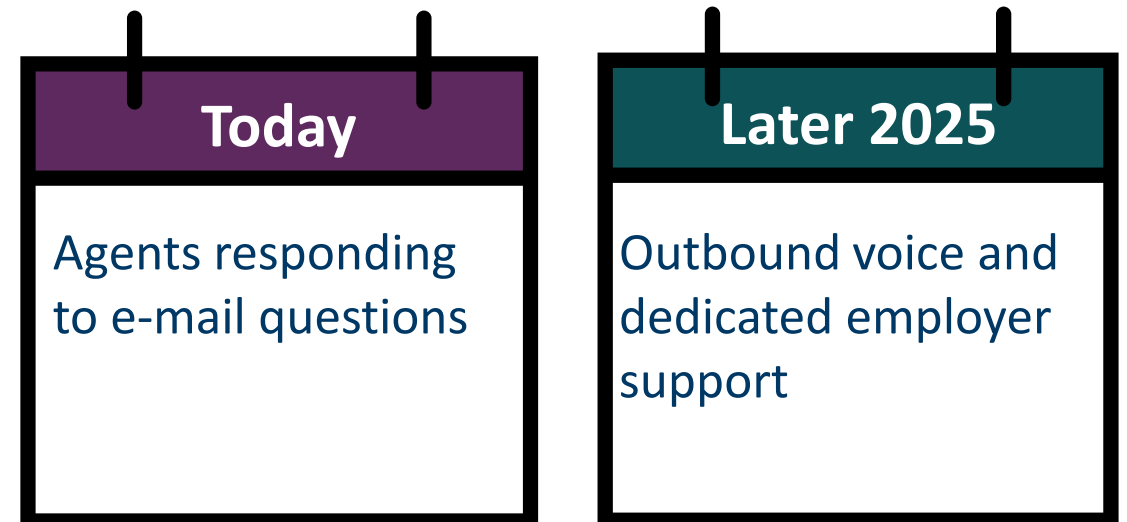 Today
Agents responding
to e-mail questions
Later 2025
Outbound voice and
dedicated employer
support